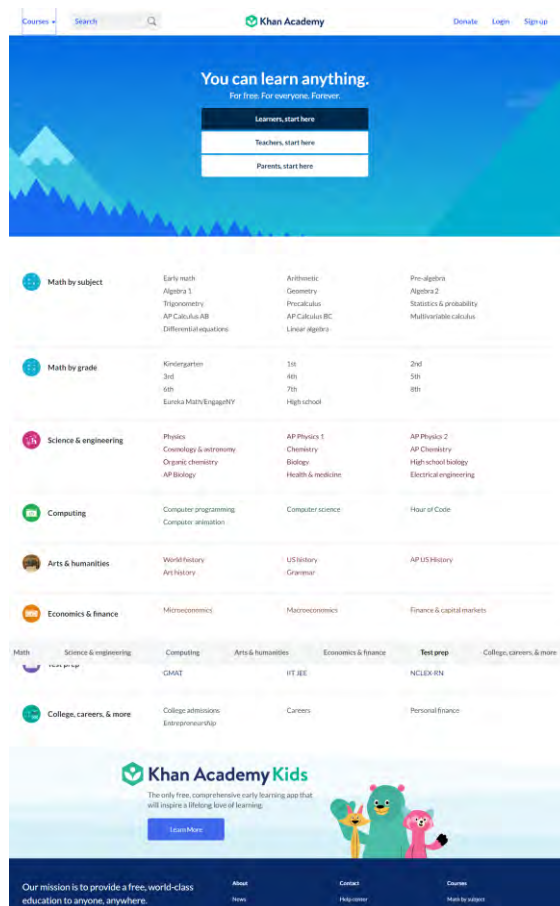 Courses Search Khan Academy Donate Login Sign up
You can learn anything.
For free. For everyone. Forever.
Learners, start here
Teachers, start here
Parents, start here
Math by subject
Early math Arithmetic Pre-algebra
Algebra 1 Geometry Algebra 2
Trigonometry Precalculus Statistics & probability
AP Calculus AB AP Calculus BC Multivariable calculus
Differential equations Linear algebra
Math by grade
Kindergarten 1st 2nd
3rd 4th 5th
6th 7th 8th
Eureka Math/EngageNY High school
Science & engineering
Physics AP Physics 1 AP Physics 2
Cosmology & astronomy Chemistry AP Chemistry
Organic chemistry Biology High school biology
AP Biology Health & medicine Electrical engineering
Computing
Computer programming Computer science Hour of Code
Computer animation
Arts & humanities
World history US history AP US History
Art history Grammar
Economics & finance
Microeconomics Macroeconomics Finance & capital markets
Math Science & engineering Computing Arts & humanities Economics & finance Test prep College, careers, & more
Test prep
GMAT IIT JEE NCLEX-RN
College, careers, & more
College admissions Careers Personal finance
Entrepreneurship
Khan Academy Kids
The only free, comprehensive early learning app that
will inspire a lifelong love of learning.
Learn More
Our mission is to provide a free, world-class
education to anyone, anywhere.
About Contact Courses
News Help center Math by subject